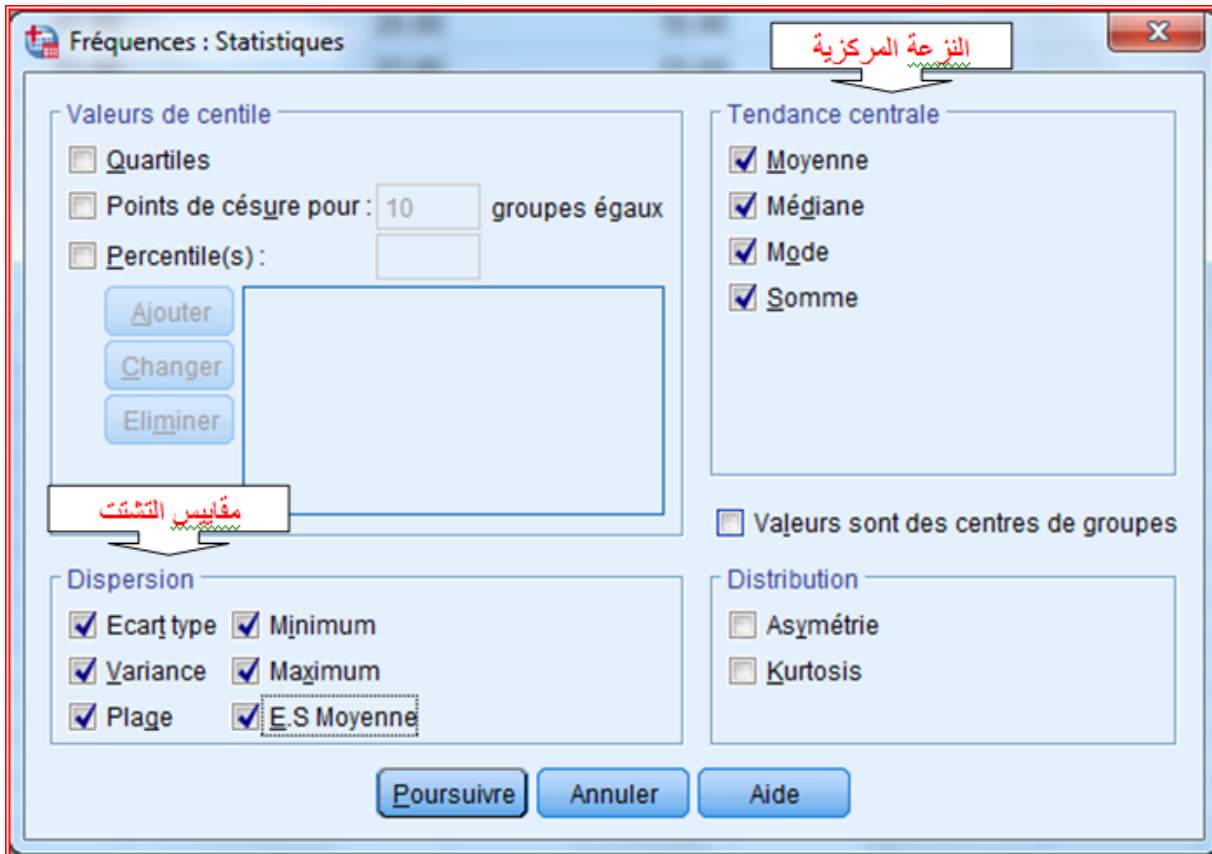 Fréquences : Statistiques
النزعة المركزية
Valeurs de centile
Quartiles
Points de césure pour : 10 groupes égaux
Percentile(s) :
Ajouter
Changer
Eliminer
Tendance centrale
Moyenne
Médiane
Mode
Somme
مقاييس التشتت
Valeurs sont des centres de groupes
Dispersion
Ecart type Minimum
Variance Maximum
Plage E.S Moyenne
Distribution
Asymétrie
Kurtosis
Poursuivre Annuler Aide